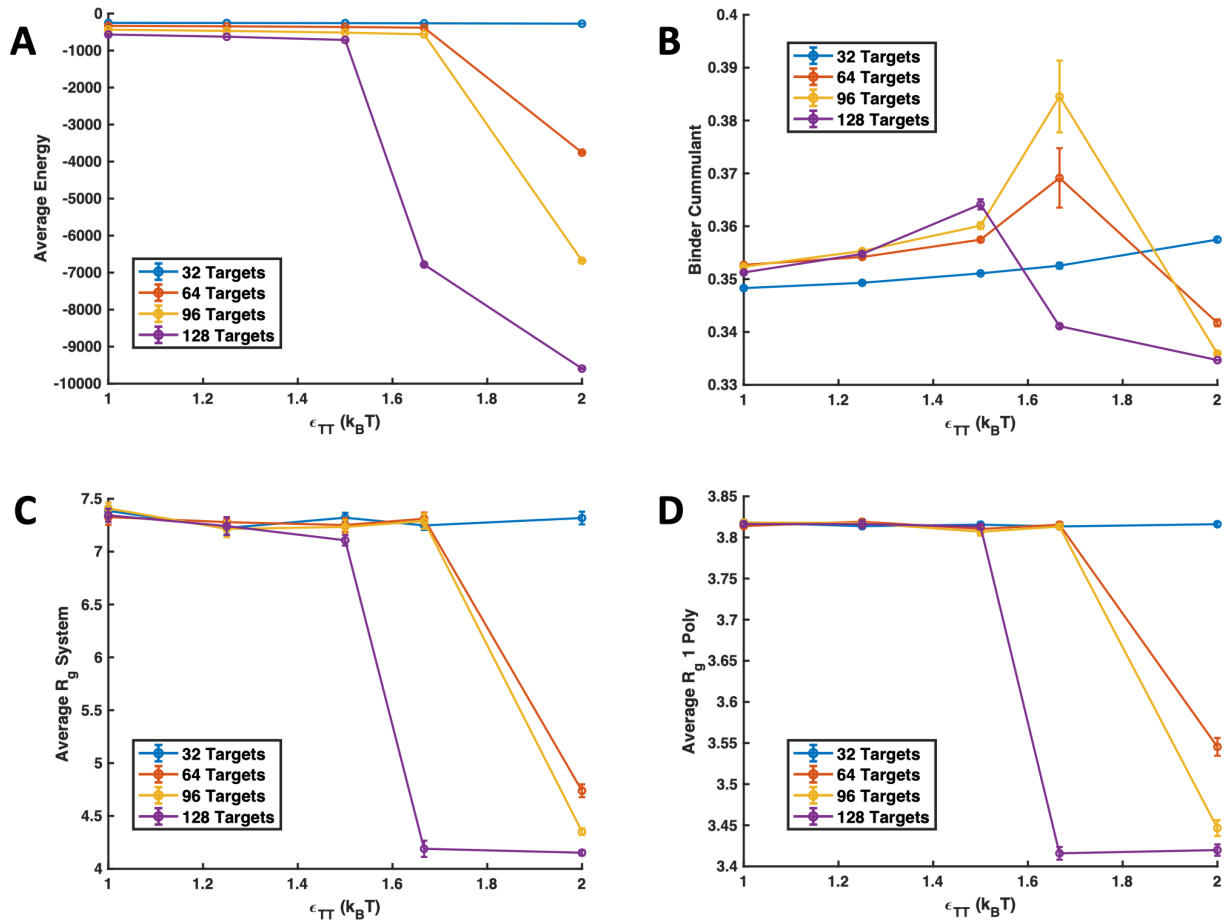 A
Average Energy
0
-1000
-2000
-3000
-4000
-5000
-6000
-7000
-8000
-9000
-10000
32 Targets
64 Targets
96 Targets
128 Targets
1 1.2 1.4 1.6 1.8 2
ϵTT (kBT)
B
Binder Cummulant
0.4
0.39
0.38
0.37
0.36
0.35
0.34
0.33
32 Targets
64 Targets
96 Targets
128 Targets
1 1.2 1.4 1.6 1.8 2
ϵTT (kBT)
C
Average Rg System
7.5
7
6.5
6
5.5
5
4.5
4
32 Targets
64 Targets
96 Targets
128 Targets
1 1.2 1.4 1.6 1.8 2
ϵTT (kBT)
D
Average Rg 1 Poly
3.85
3.8
3.75
3.7
3.65
3.6
3.55
3.5
3.45
3.4
32 Targets
64 Targets
96 Targets
128 Targets
1 1.2 1.4 1.6 1.8 2
ϵTT (kBT)